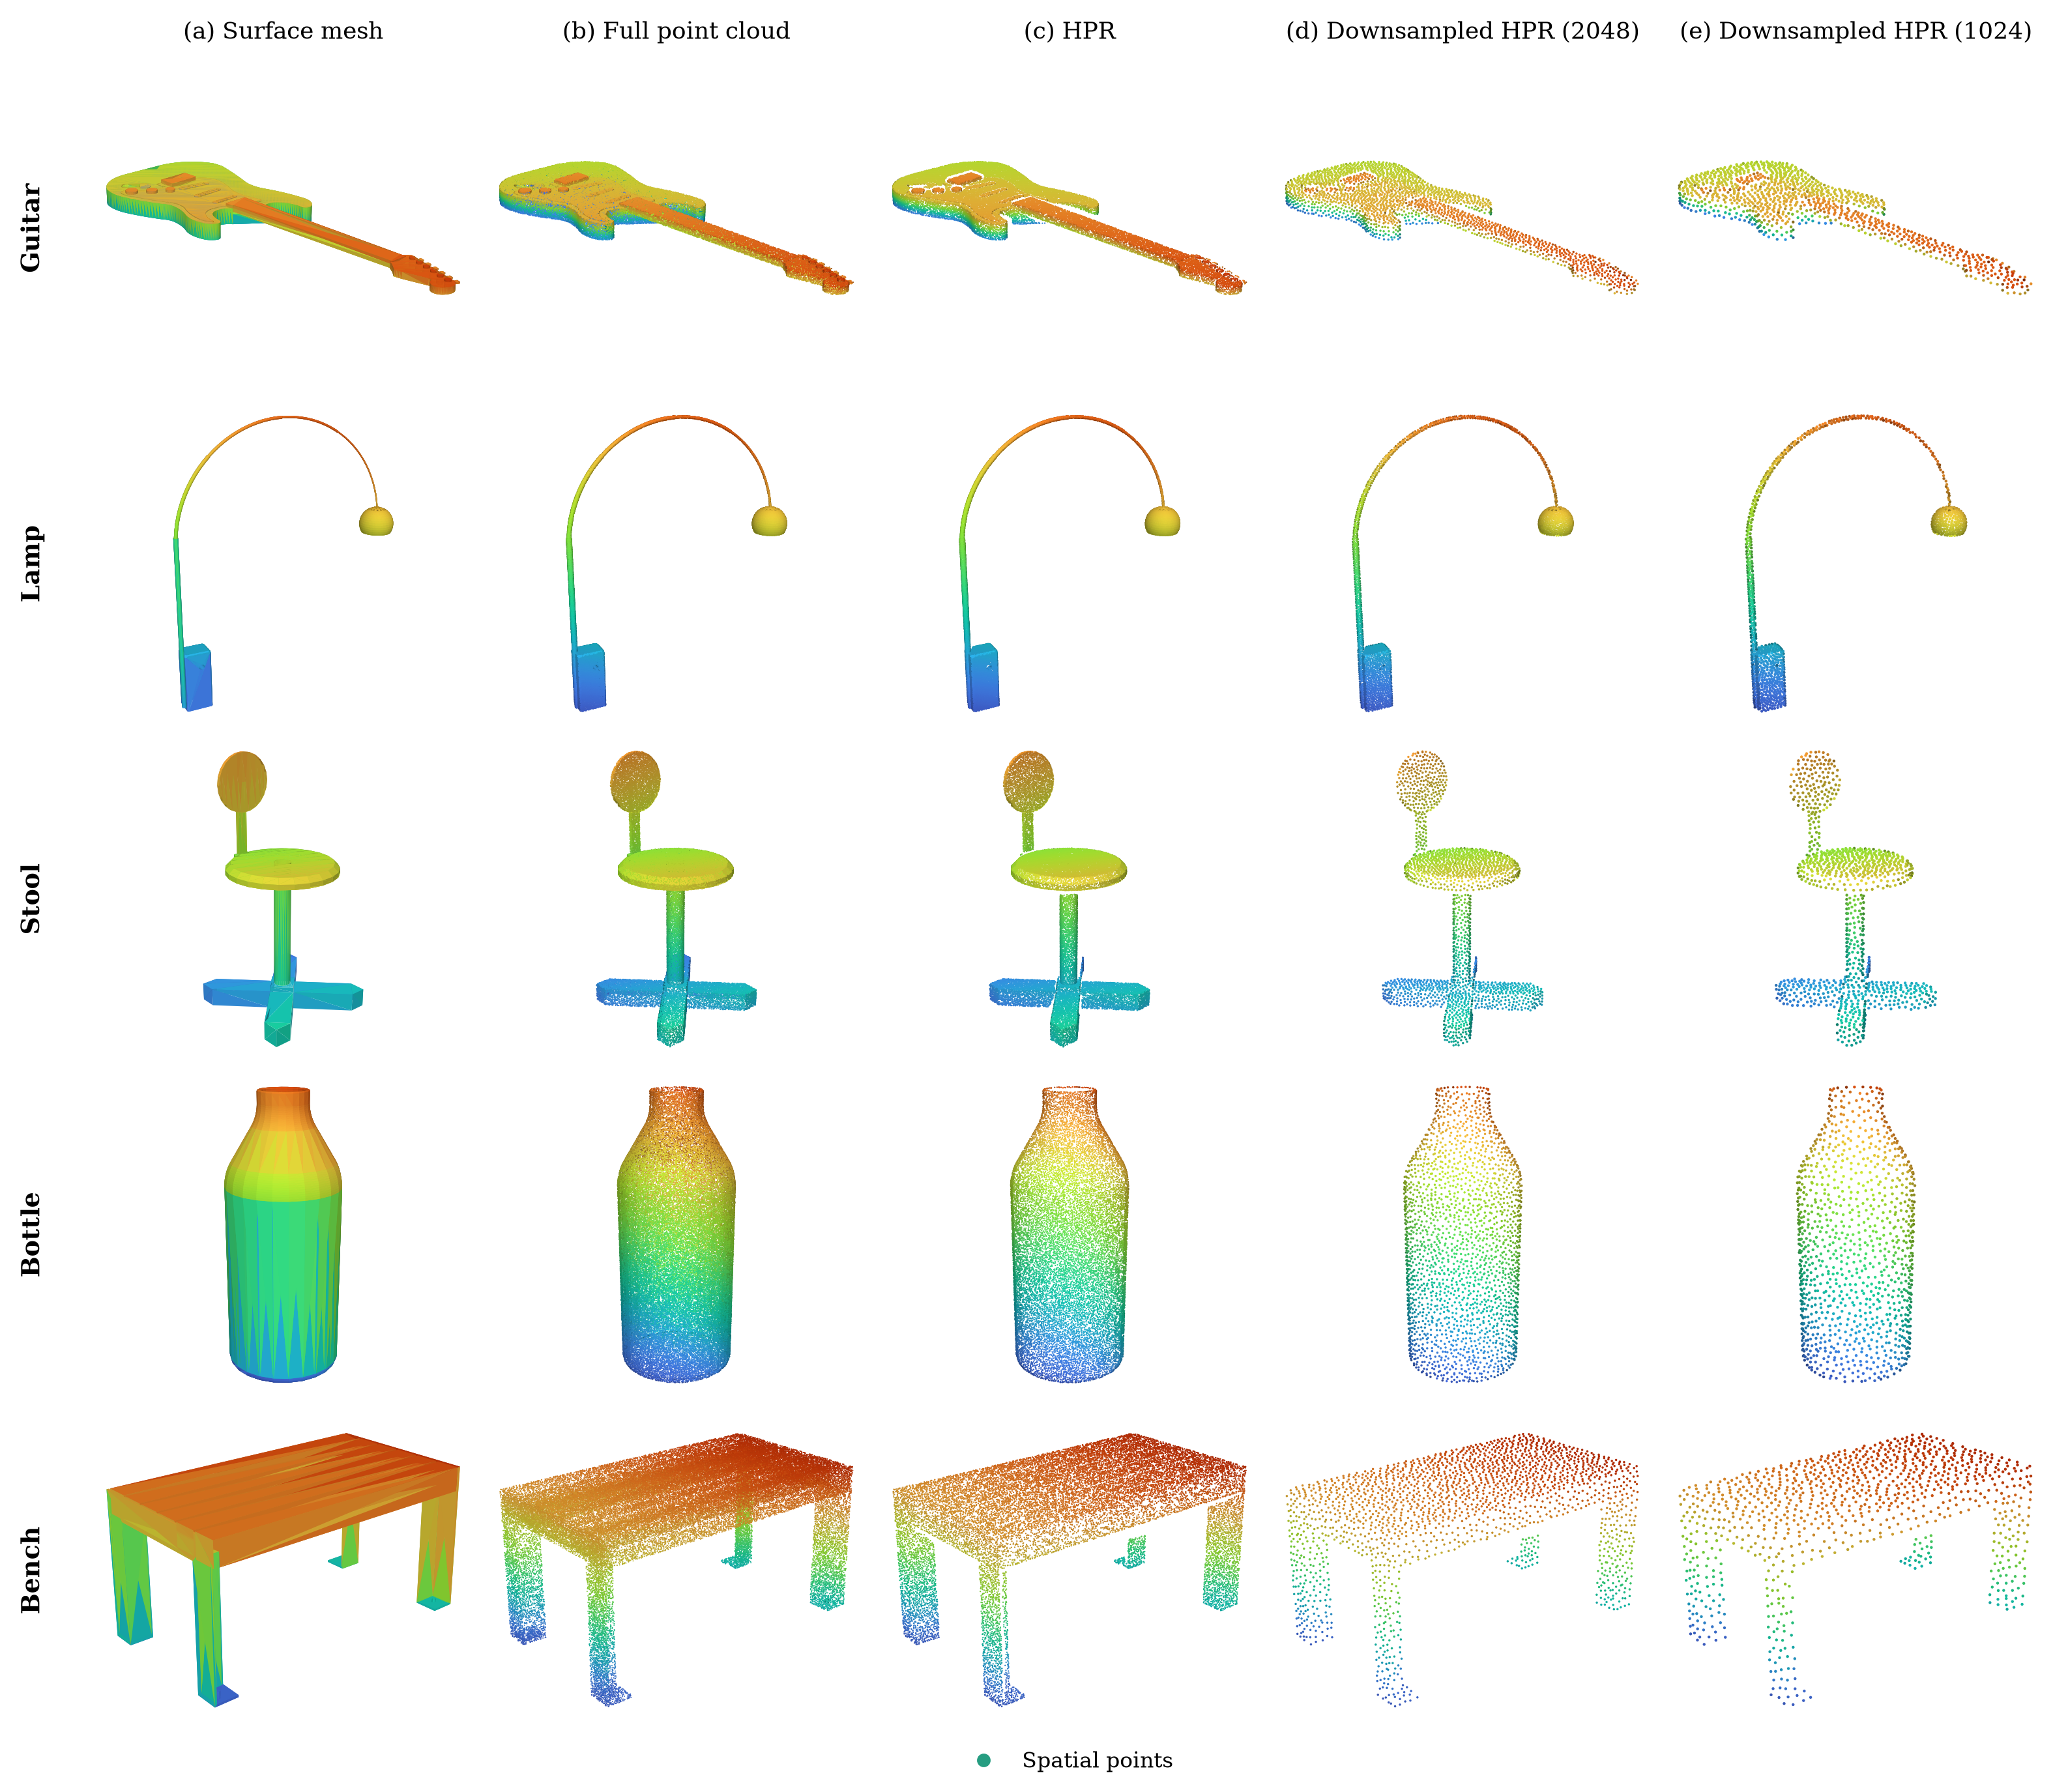 (a) Surface mesh
(b) Full point cloud
(c) HPR
(d) Downsampled HPR (2048)
(e) Downsampled HPR (1024)
Guitar
Lamp
Stool
Bottle
Bench
Spatial points